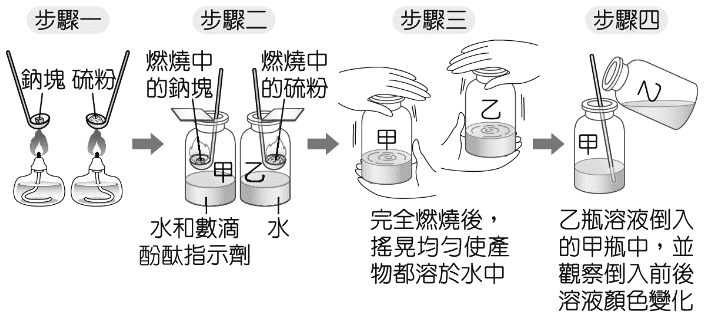 步驟一
鈉塊 硫粉
步驟二
燃燒中
的鈉塊
燃燒中
的硫粉
甲 乙
水和數滴
酚酞指示劑
水
步驟三
甲
乙
完全燃燒後，
搖晃均勻使產
物都溶於水中
步驟四
甲
乙
乙瓶溶液倒入
的甲瓶中，並
觀察倒入前後
溶液顏色變化